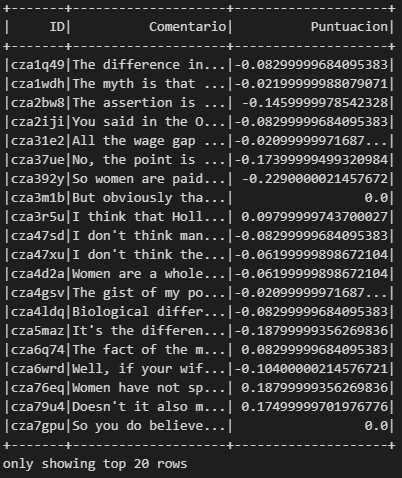 +-------+--------------------+--------------------+
|     ID|          Comentario|          Puntuacion|
+-------+--------------------+--------------------+
|cza1q49|The difference in...|-0.08299999684095383|
|cza1wdh|The myth is that ...|-0.02199999988079071|
|cza2bw8|The assertion is ...| -0.1459999978542328|
|cza2iji|You said in the O...|-0.08299999684095383|
|cza31e2|All the wage gap ...|-0.02099999971687...|
|cza37ue|No, the point is ...|-0.17399999499320984|
|cza392y|So women are paid...| -0.2290000021457672|
|cza3m1b|But obviously tha...|                 0.0|
|cza3r5u|I think that Holl...| 0.09799999743700027|
|cza47sd|I don't think man...|-0.08299999684095383|
|cza47xu|I don't think the...|-0.06199999898672104|
|cza4d2a|Women are a whole...|-0.06199999898672104|
|cza4gsv|The gist of my po...|-0.02099999971687...|
|cza4ldq|Biological differ...|-0.08299999684095383|
|cza5maz|It's the differen...|-0.18799999356269836|
|cza6q74|The fact of the m...| 0.08299999684095383|
|cza6wrd|Well, if your wif...|-0.10400000214576721|
|cza76eq|Women have not sp...| 0.18799999356269836|
|cza79u4|Doesn't it also m...| 0.17499999701976776|
|cza7gpu|So you do believe...|                 0.0|
+-------+--------------------+--------------------+
only showing top 20 rows